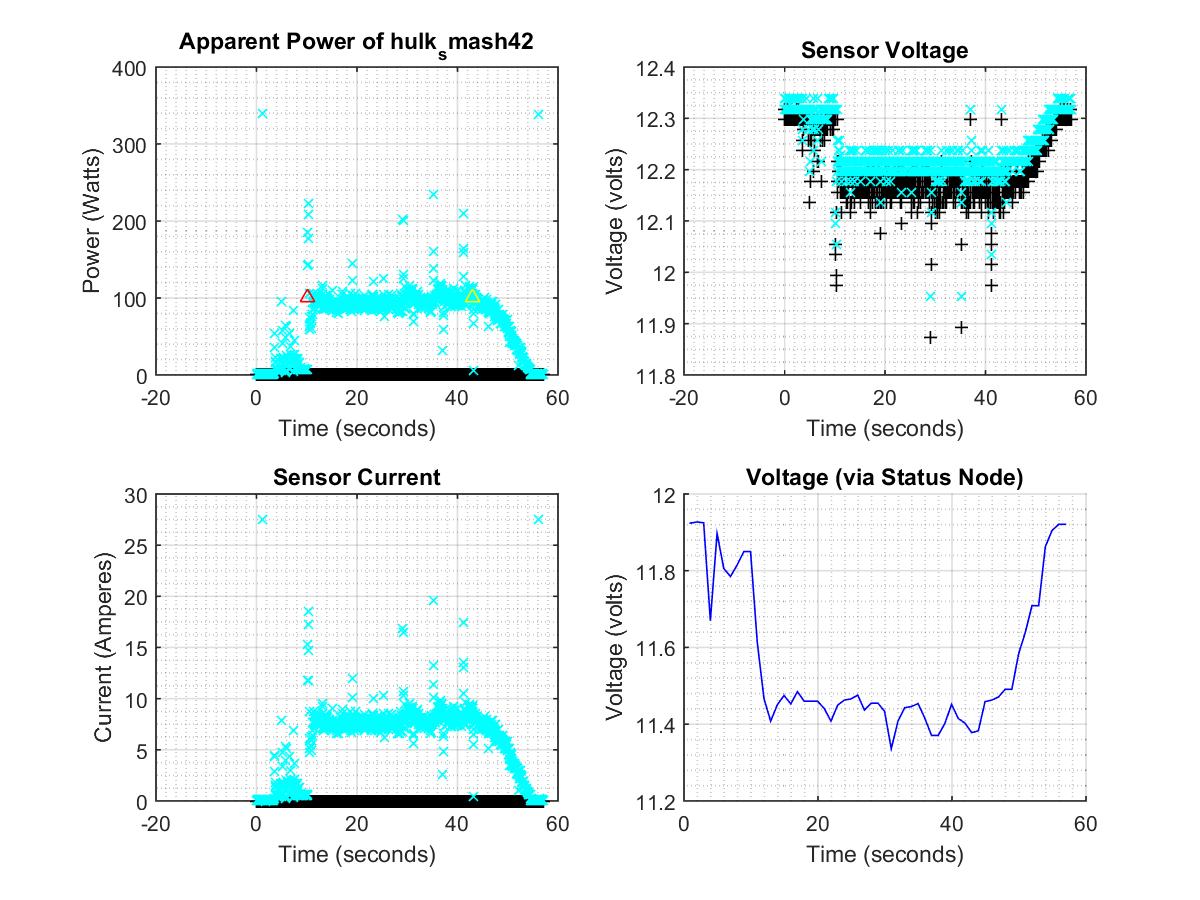 Apparent Power of hulksmash42
400
300
200
100
0
Power (Watts)
-20 0 20 40 60
Time (seconds)
Sensor Voltage
12.4
12.3
12.2
12.1
12
11.9
11.8
Voltage (volts)
-20 0 20 40 60
Time (seconds)
Sensor Current
30
25
20
15
10
5
0
Current (Amperes)
-20 0 20 40 60
Time (seconds)
Voltage (via Status Node)
12
11.8
11.6
11.4
11.2
Voltage (volts)
0 20 40 60
Time (seconds)